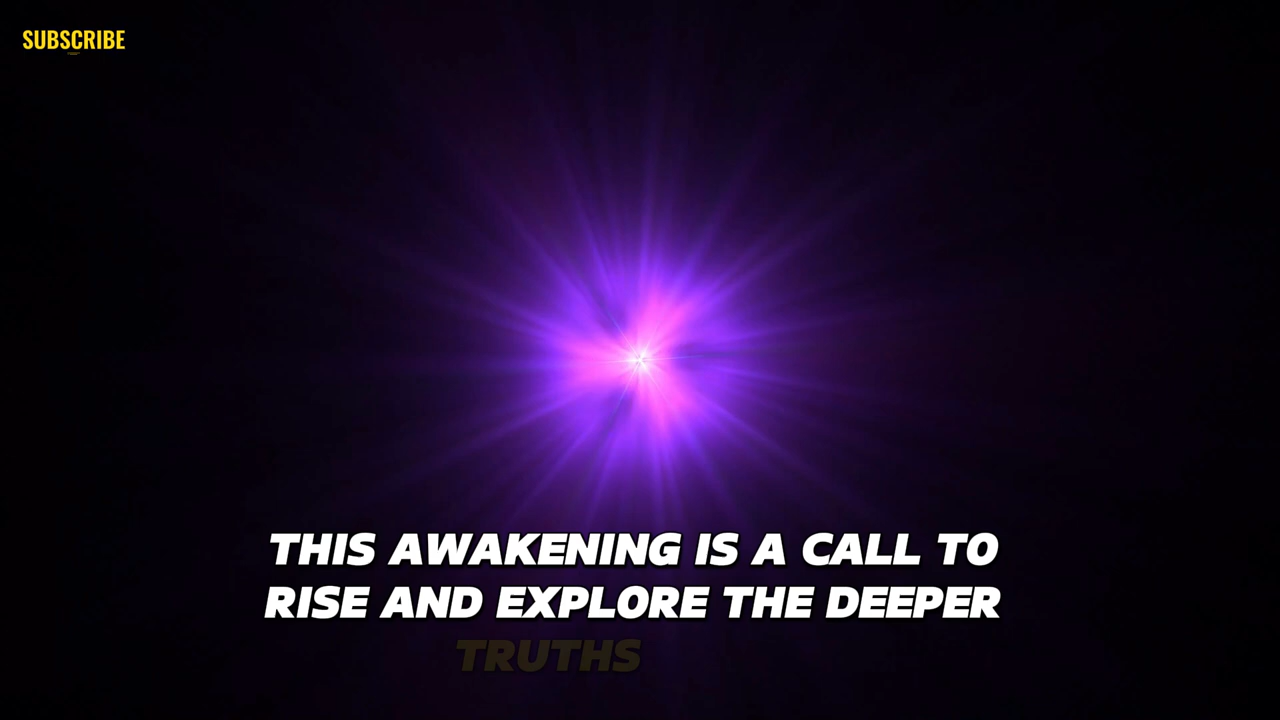 SUBSCRIBE
THIS AWAKENING IS A CALL TO
RISE AND EXPLORE THE DEEPER
TRUTHS